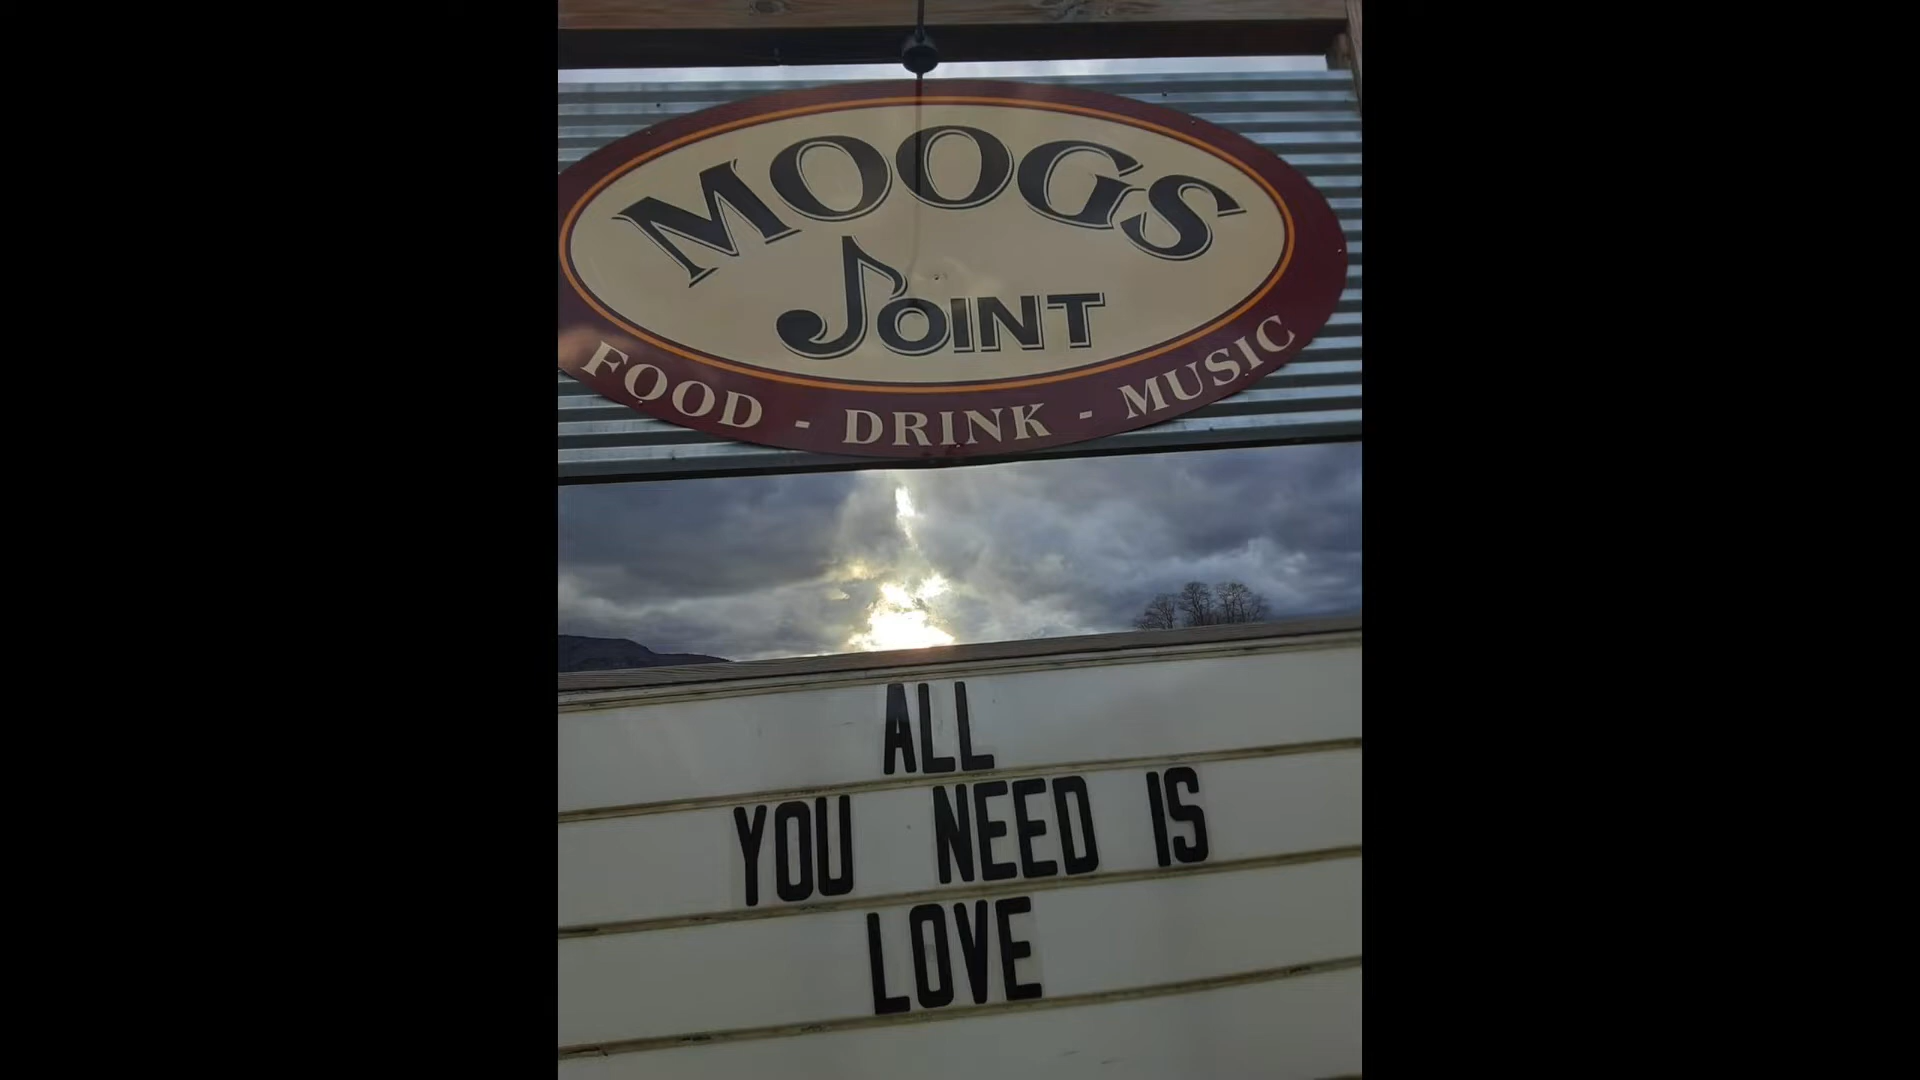 MOOGS
JOINT
FOOD - DRINK - MUSIC
ALL
YOU NEED IS
LOVE